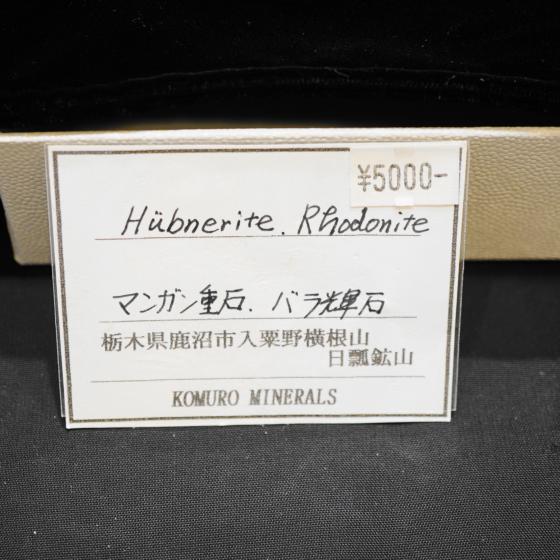 ¥5000-
Hübnerite. Rhodonite
マンガン重石. バラ輝石
栃木県鹿沼市入粟野横根山
日瓢鉱山
KOMURO MINERALS